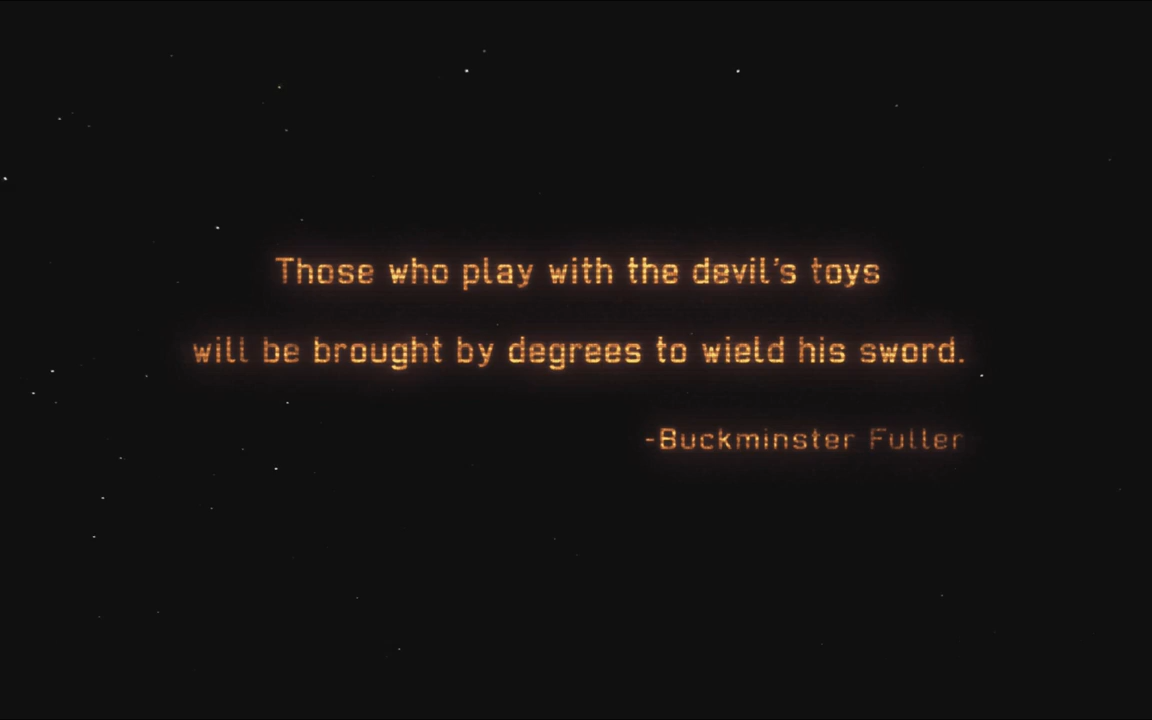 Those who play with the devil's toys
will be brought by degrees to wield his sword.
-Buckminster Fuller